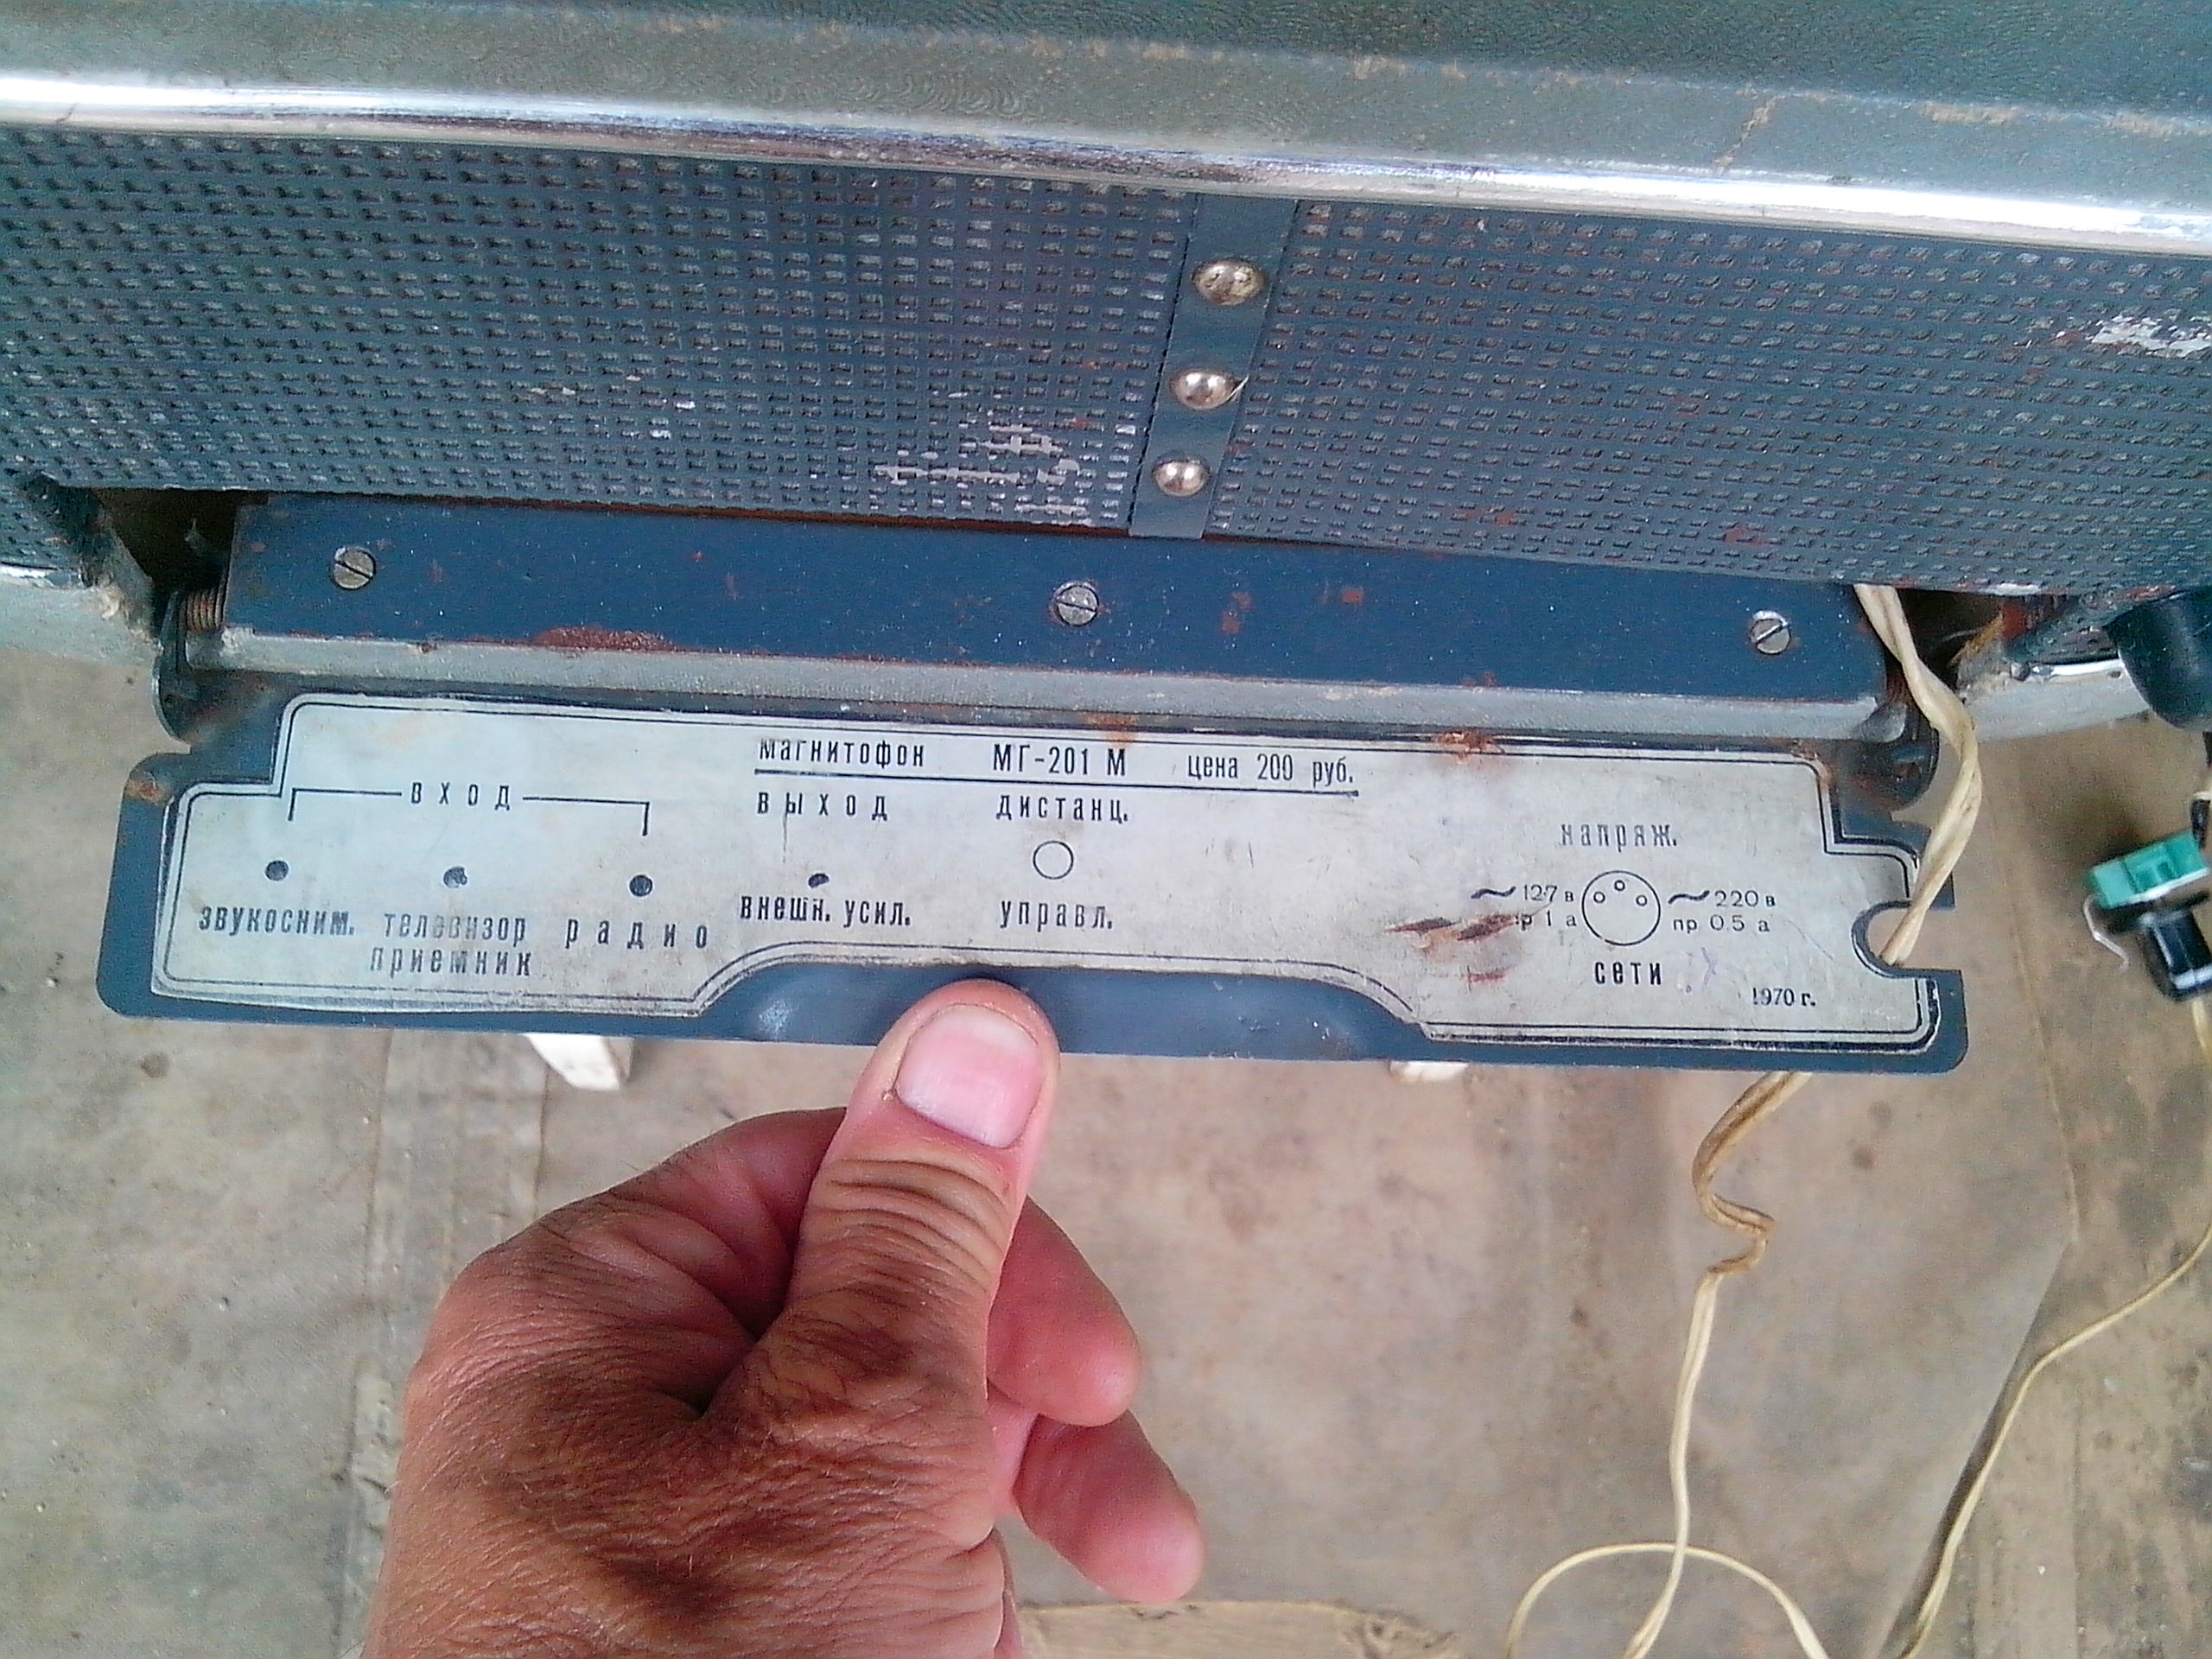 магнитофон МГ-201 М цена 200 руб.
вход
выход
дистанц.
звукосним.
телевизор
приемник
радио
внешн. усил.
управл.
напряж.
~ 127 в
пр 1 а
~ 220 в
пр 0.5 а
сети
1970 г.